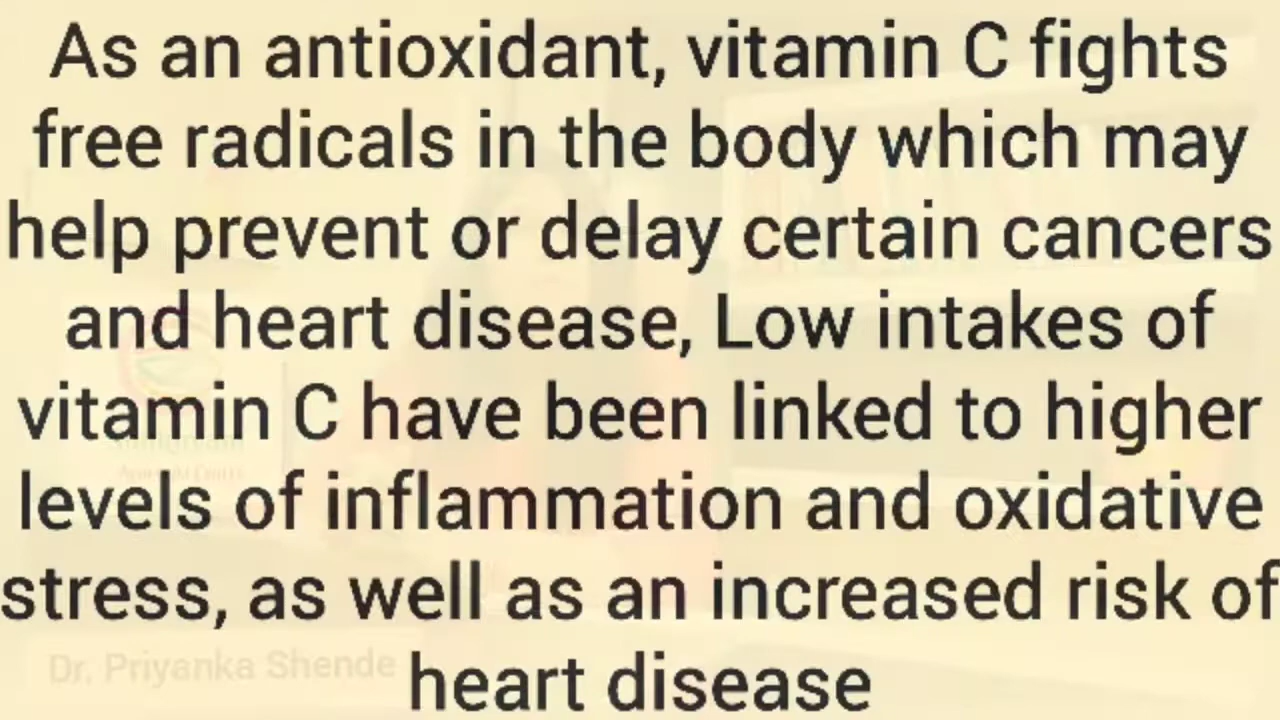 As an antioxidant, vitamin C fights
free radicals in the body which may
help prevent or delay certain cancers
and heart disease, Low intakes of
vitamin C have been linked to higher
levels of inflammation and oxidative
stress, as well as an increased risk of
heart disease
Dr. Priyanka Shende